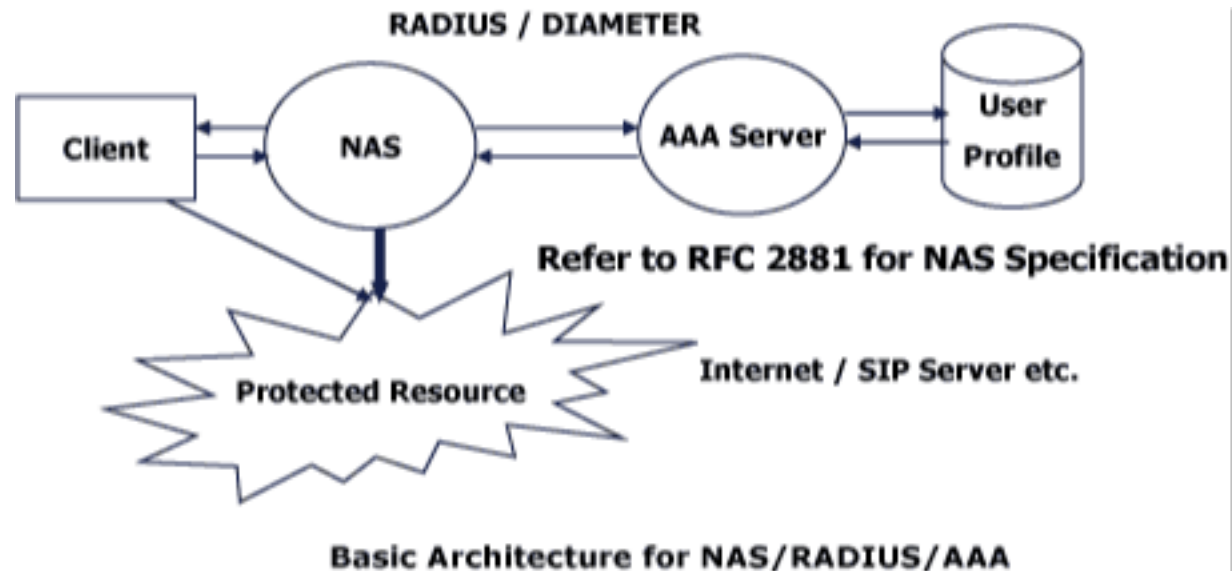 RADIUS / DIAMETER
Client
NAS
AAA Server
User
Profile
Refer to RFC 2881 for NAS Specification
Protected Resource
Internet / SIP Server etc.
Basic Architecture for NAS/RADIUS/AAA